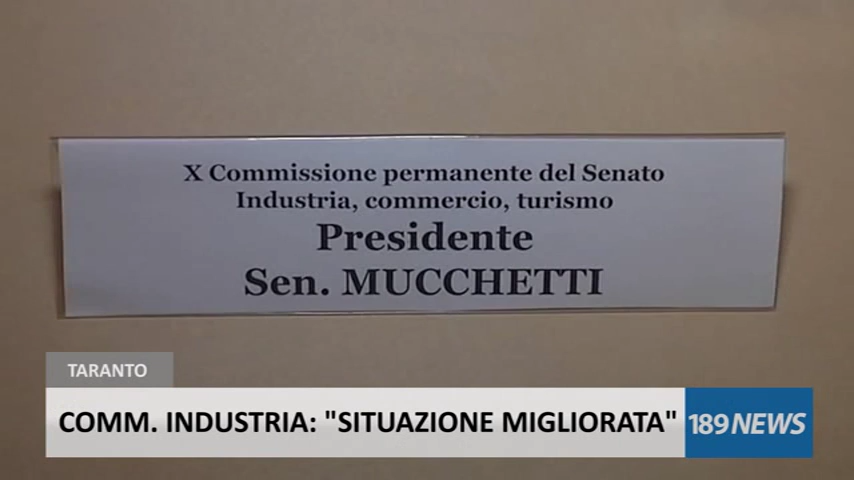 X Commissione permanente del Senato
Industria, commercio, turismo
Presidente
Sen. MUCCHETTI
TARANTO
COMM. INDUSTRIA: "SITUAZIONE MIGLIORATA"
189NEWS